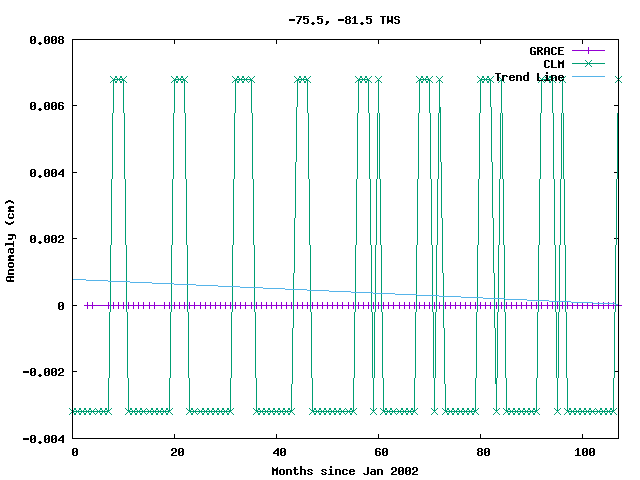 -75.5, -81.5 TWS
0.008
0.006
0.004
0.002
0
-0.002
-0.004
Anomaly (cm)
GRACE
CLM
Trend Line
0 20 40 60 80 100
Months since Jan 2002